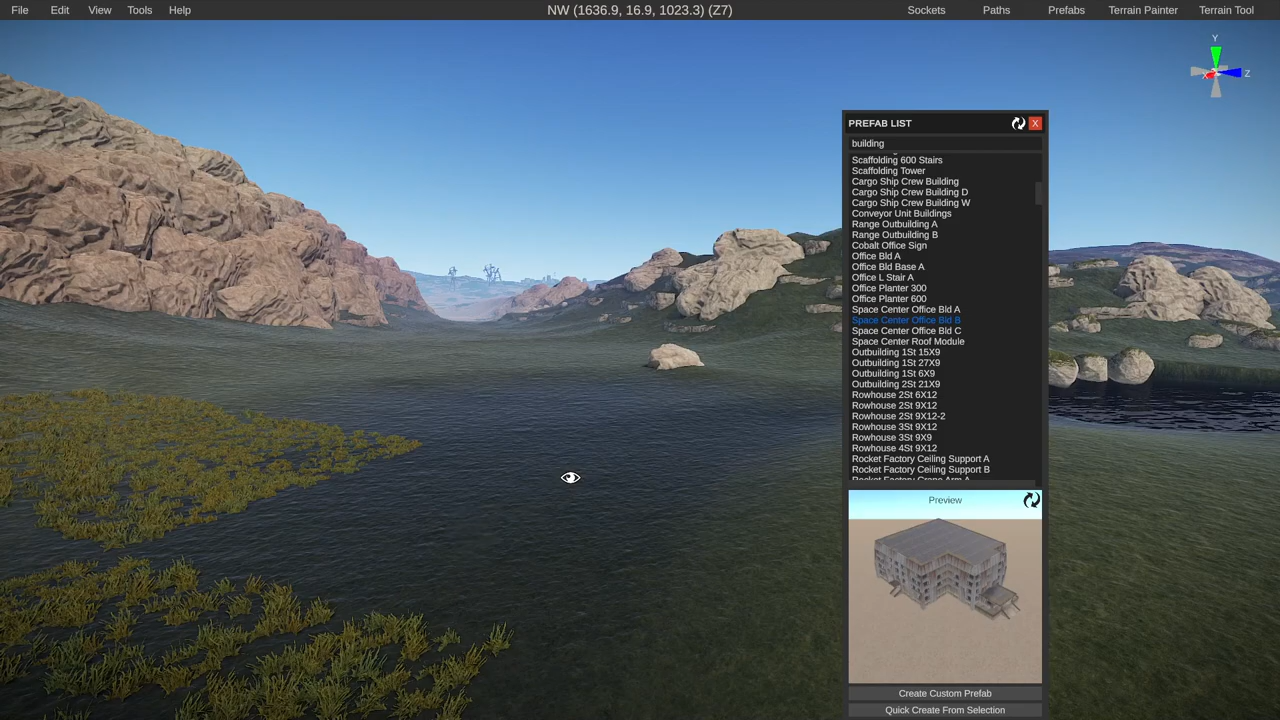 File Edit View Tools Help
NW (1636.9, 16.9, 1023.3) (Z7)
Sockets Paths Prefabs Terrain Painter Terrain Tool
Y
X
Z
PREFAB LIST
X
building
Scaffolding 600 Stairs
Scaffolding Tower
Cargo Ship Crew Building
Cargo Ship Crew Building D
Cargo Ship Crew Building W
Conveyor Unit Buildings
Range Outbuilding A
Range Outbuilding B
Cobalt Office Sign
Office Bld A
Office Bld Base A
Office L Stair A
Office Planter 300
Office Planter 600
Space Center Office Bld A
Space Center Office Bld B
Space Center Office Bld C
Space Center Roof Module
Outbuilding 1St 15X9
Outbuilding 1St 27X9
Outbuilding 1St 6X9
Outbuilding 2St 21X9
Rowhouse 2St 6X12
Rowhouse 2St 9X12
Rowhouse 2St 9X12-2
Rowhouse 3St 9X12
Rowhouse 3St 9X9
Rowhouse 4St 9X12
Rocket Factory Ceiling Support A
Rocket Factory Ceiling Support B
Rocket Factory Crane Arm A
Preview
Create Custom Prefab
Quick Create From Selection